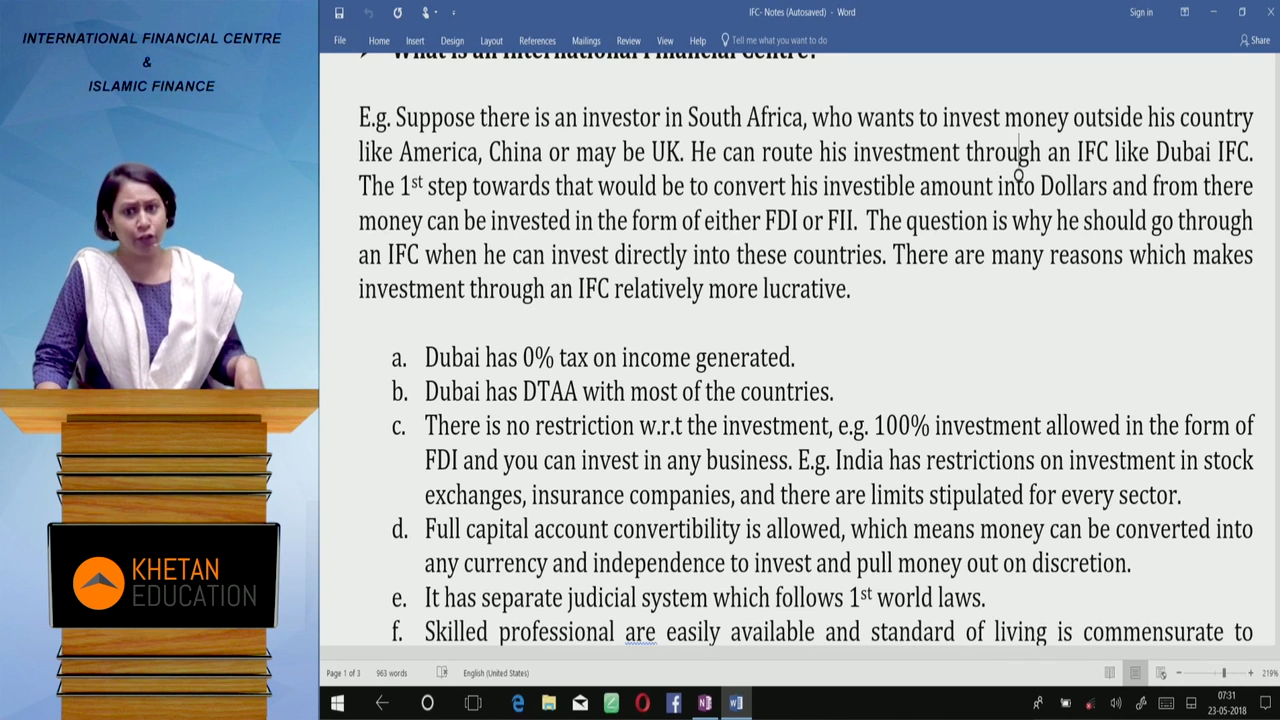 INTERNATIONAL FINANCIAL CENTRE
&
ISLAMIC FINANCE
KHETAN
EDUCATION
IFC- Notes (Autosaved) - Word
Sign in
File Home Insert Design Layout References Mailings Review View Help Tell me what you want to do Share
What is an International Financial Centre?
E.g. Suppose there is an investor in South Africa, who wants to invest money outside his country
like America, China or may be UK. He can route his investment through an IFC like Dubai IFC.
The 1st step towards that would be to convert his investible amount into Dollars and from there
money can be invested in the form of either FDI or FII. The question is why he should go through
an IFC when he can invest directly into these countries. There are many reasons which makes
investment through an IFC relatively more lucrative.
a. Dubai has 0% tax on income generated.
b. Dubai has DTAA with most of the countries.
c. There is no restriction w.r.t the investment, e.g. 100% investment allowed in the form of
FDI and you can invest in any business. E.g. India has restrictions on investment in stock
exchanges, insurance companies, and there are limits stipulated for every sector.
d. Full capital account convertibility is allowed, which means money can be converted into
any currency and independence to invest and pull money out on discretion.
e. It has separate judicial system which follows 1st world laws.
f. Skilled professional are easily available and standard of living is commensurate to
Page 1 of 3 963 words English (United States) 219%
07:31
23-05-2018